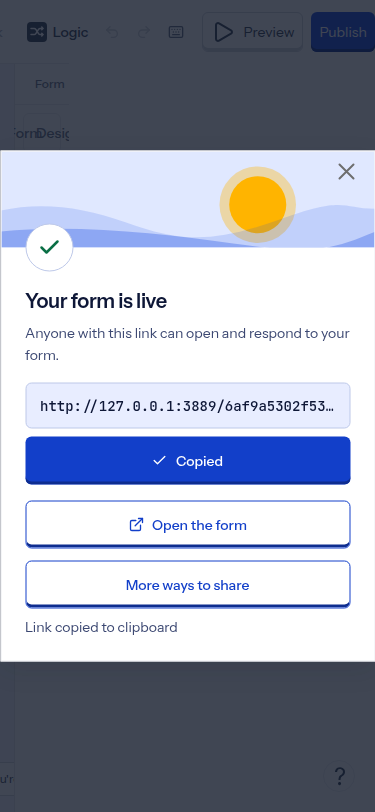 Logic
Preview
Publish
Form
Form
Desig
Your form is live
Anyone with this link can open and respond to your
form.
http://127.0.0.1:3889/6af9a5302f53…
Copied
Open the form
More ways to share
Link copied to clipboard
u're
?